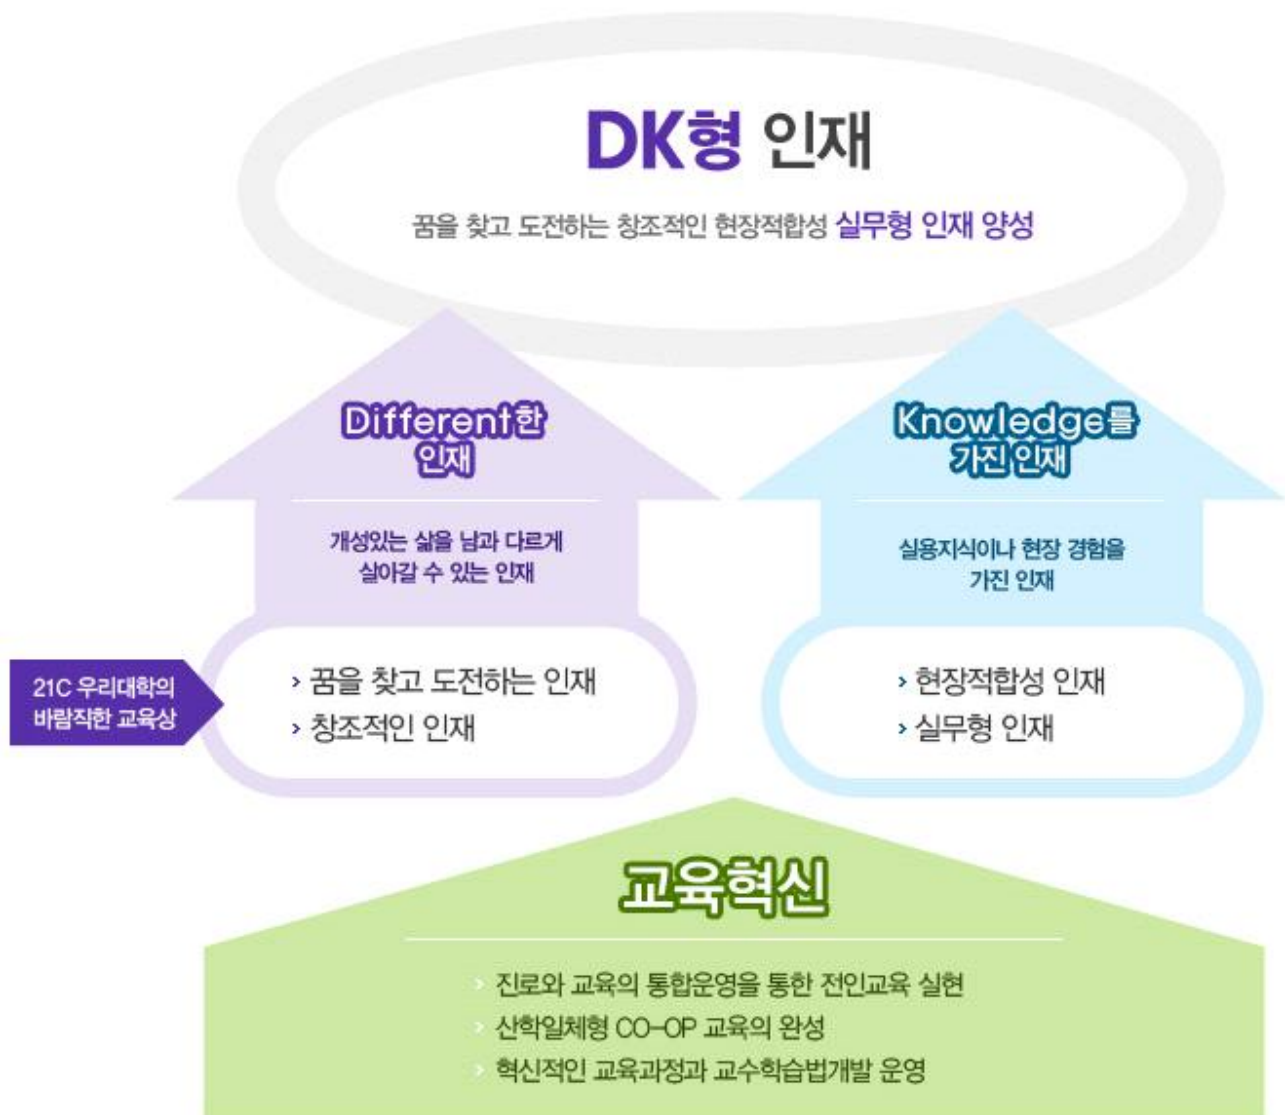 DK형 인재
꿈을 찾고 도전하는 창조적인 현장적합성 실무형 인재 양성
Different한
인재
개성있는 삶을 남과 다르게
살아갈 수 있는 인재
Knowledge를
가진 인재
실용지식이나 현장 경험을
가진 인재
21C 우리대학의
바람직한 교육상
› 꿈을 찾고 도전하는 인재
› 창조적인 인재
› 현장적합성 인재
› 실무형 인재
교육혁신
› 진로와 교육의 통합운영을 통한 전인교육 실현
› 산학일체형 CO-OP 교육의 완성
› 혁신적인 교육과정과 교수학습법개발 운영